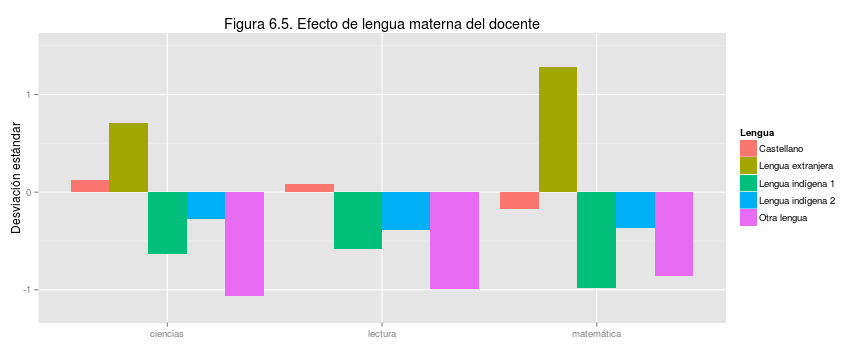 Figura 6.5. Efecto de lengua materna del docente
Desviación estándar
1
0
-1
ciencias
lectura
matemática
Lengua
Castellano
Lengua extranjera
Lengua indígena 1
Lengua indígena 2
Otra lengua